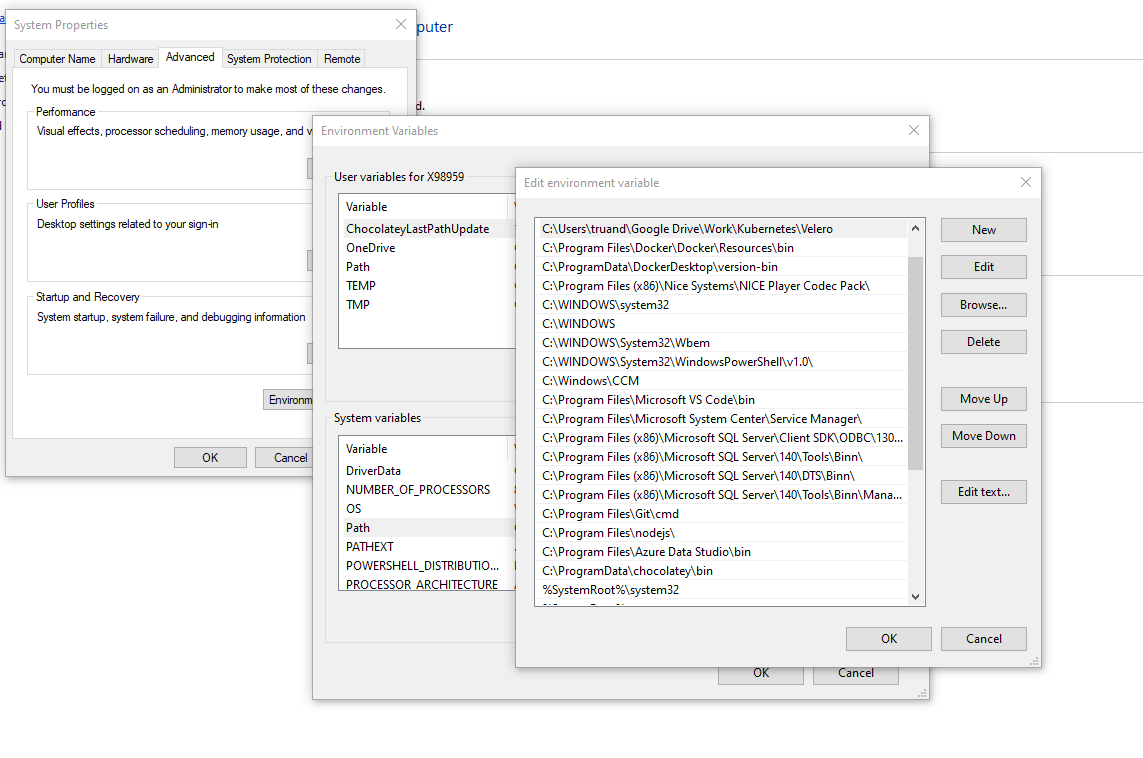 System Properties
Computer Name
Hardware
Advanced
System Protection
Remote
You must be logged on as an Administrator to make most of these changes.
Performance
Visual effects, processor scheduling, memory usage, and v
User Profiles
Desktop settings related to your sign-in
Startup and Recovery
System startup, system failure, and debugging information
Environm
OK
Cancel
puter
d.
Environment Variables
User variables for X98959
Variable
ChocolateyLastPathUpdate
OneDrive
Path
TEMP
TMP
System variables
Variable
DriverData
NUMBER_OF_PROCESSORS
OS
Path
PATHEXT
POWERSHELL_DISTRIBUTIO...
PROCESSOR_ARCHITECTURE
OK
Cancel
Edit environment variable
C:\Users\truand\Google Drive\Work\Kubernetes\Velero
C:\Program Files\Docker\Docker\Resources\bin
C:\ProgramData\DockerDesktop\version-bin
C:\Program Files (x86)\Nice Systems\NICE Player Codec Pack\
C:\WINDOWS\system32
C:\WINDOWS
C:\WINDOWS\System32\Wbem
C:\WINDOWS\System32\WindowsPowerShell\v1.0\
C:\Windows\CCM
C:\Program Files\Microsoft VS Code\bin
C:\Program Files\Microsoft System Center\Service Manager\
C:\Program Files (x86)\Microsoft SQL Server\Client SDK\ODBC\130...
C:\Program Files (x86)\Microsoft SQL Server\140\Tools\Binn\
C:\Program Files (x86)\Microsoft SQL Server\140\DTS\Binn\
C:\Program Files (x86)\Microsoft SQL Server\140\Tools\Binn\Mana...
C:\Program Files\Git\cmd
C:\Program Files\nodejs\
C:\Program Files\Azure Data Studio\bin
C:\ProgramData\chocolatey\bin
%SystemRoot%\system32
New
Edit
Browse...
Delete
Move Up
Move Down
Edit text...
OK
Cancel